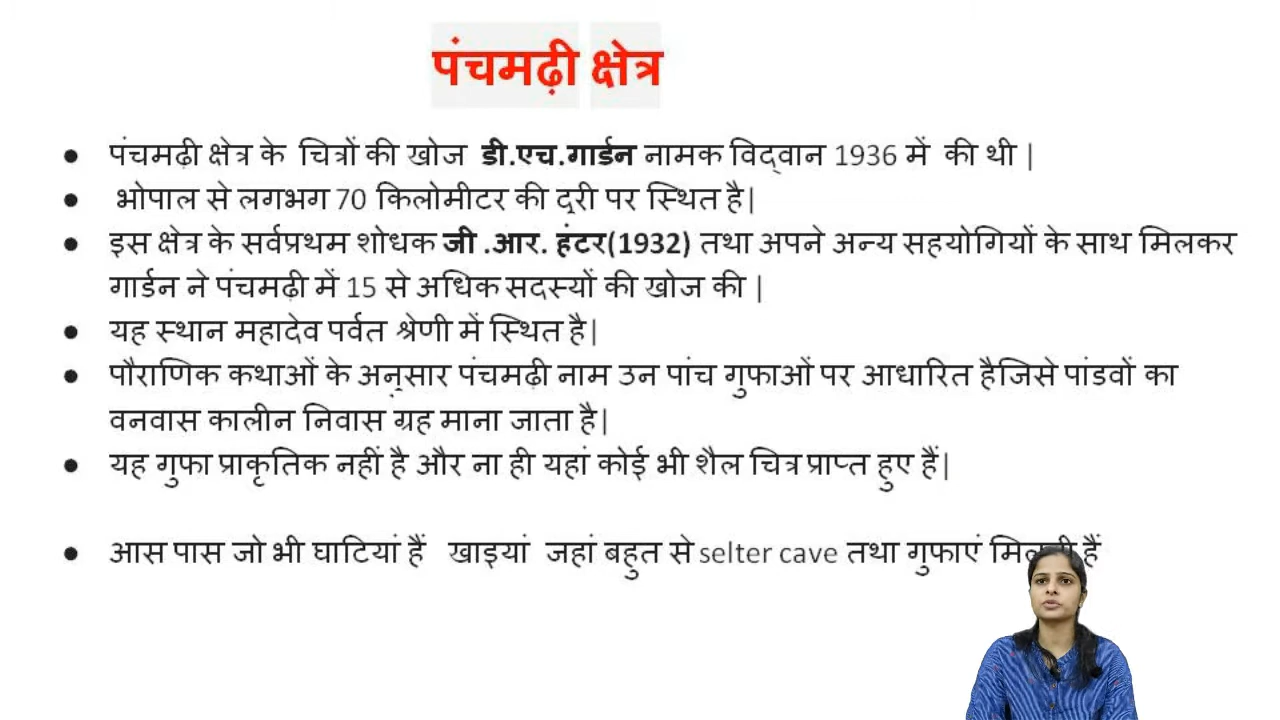 पंचमढ़ी क्षेत्र
● पंचमढ़ी क्षेत्र के चित्रों की खोज डी.एच.गार्डन नामक विद्वान 1936 में की थी |
● भोपाल से लगभग 70 किलोमीटर की दूरी पर स्थित है|
● इस क्षेत्र के सर्वप्रथम शोधक जी .आर. हंटर(1932) तथा अपने अन्य सहयोगियों के साथ मिलकर
गार्डन ने पंचमढ़ी में 15 से अधिक सदस्यों की खोज की |
● यह स्थान महादेव पर्वत श्रेणी में स्थित है|
● पौराणिक कथाओं के अनुसार पंचमढ़ी नाम उन पांच गुफाओं पर आधारित हैजिसे पांडवों का
वनवास कालीन निवास ग्रह माना जाता है|
● यह गुफा प्राकृतिक नहीं है और ना ही यहां कोई भी शैल चित्र प्राप्त हुए हैं|
● आस पास जो भी घाटियां हैं खाइयां जहां बहुत से selter cave तथा गुफाएं हैं